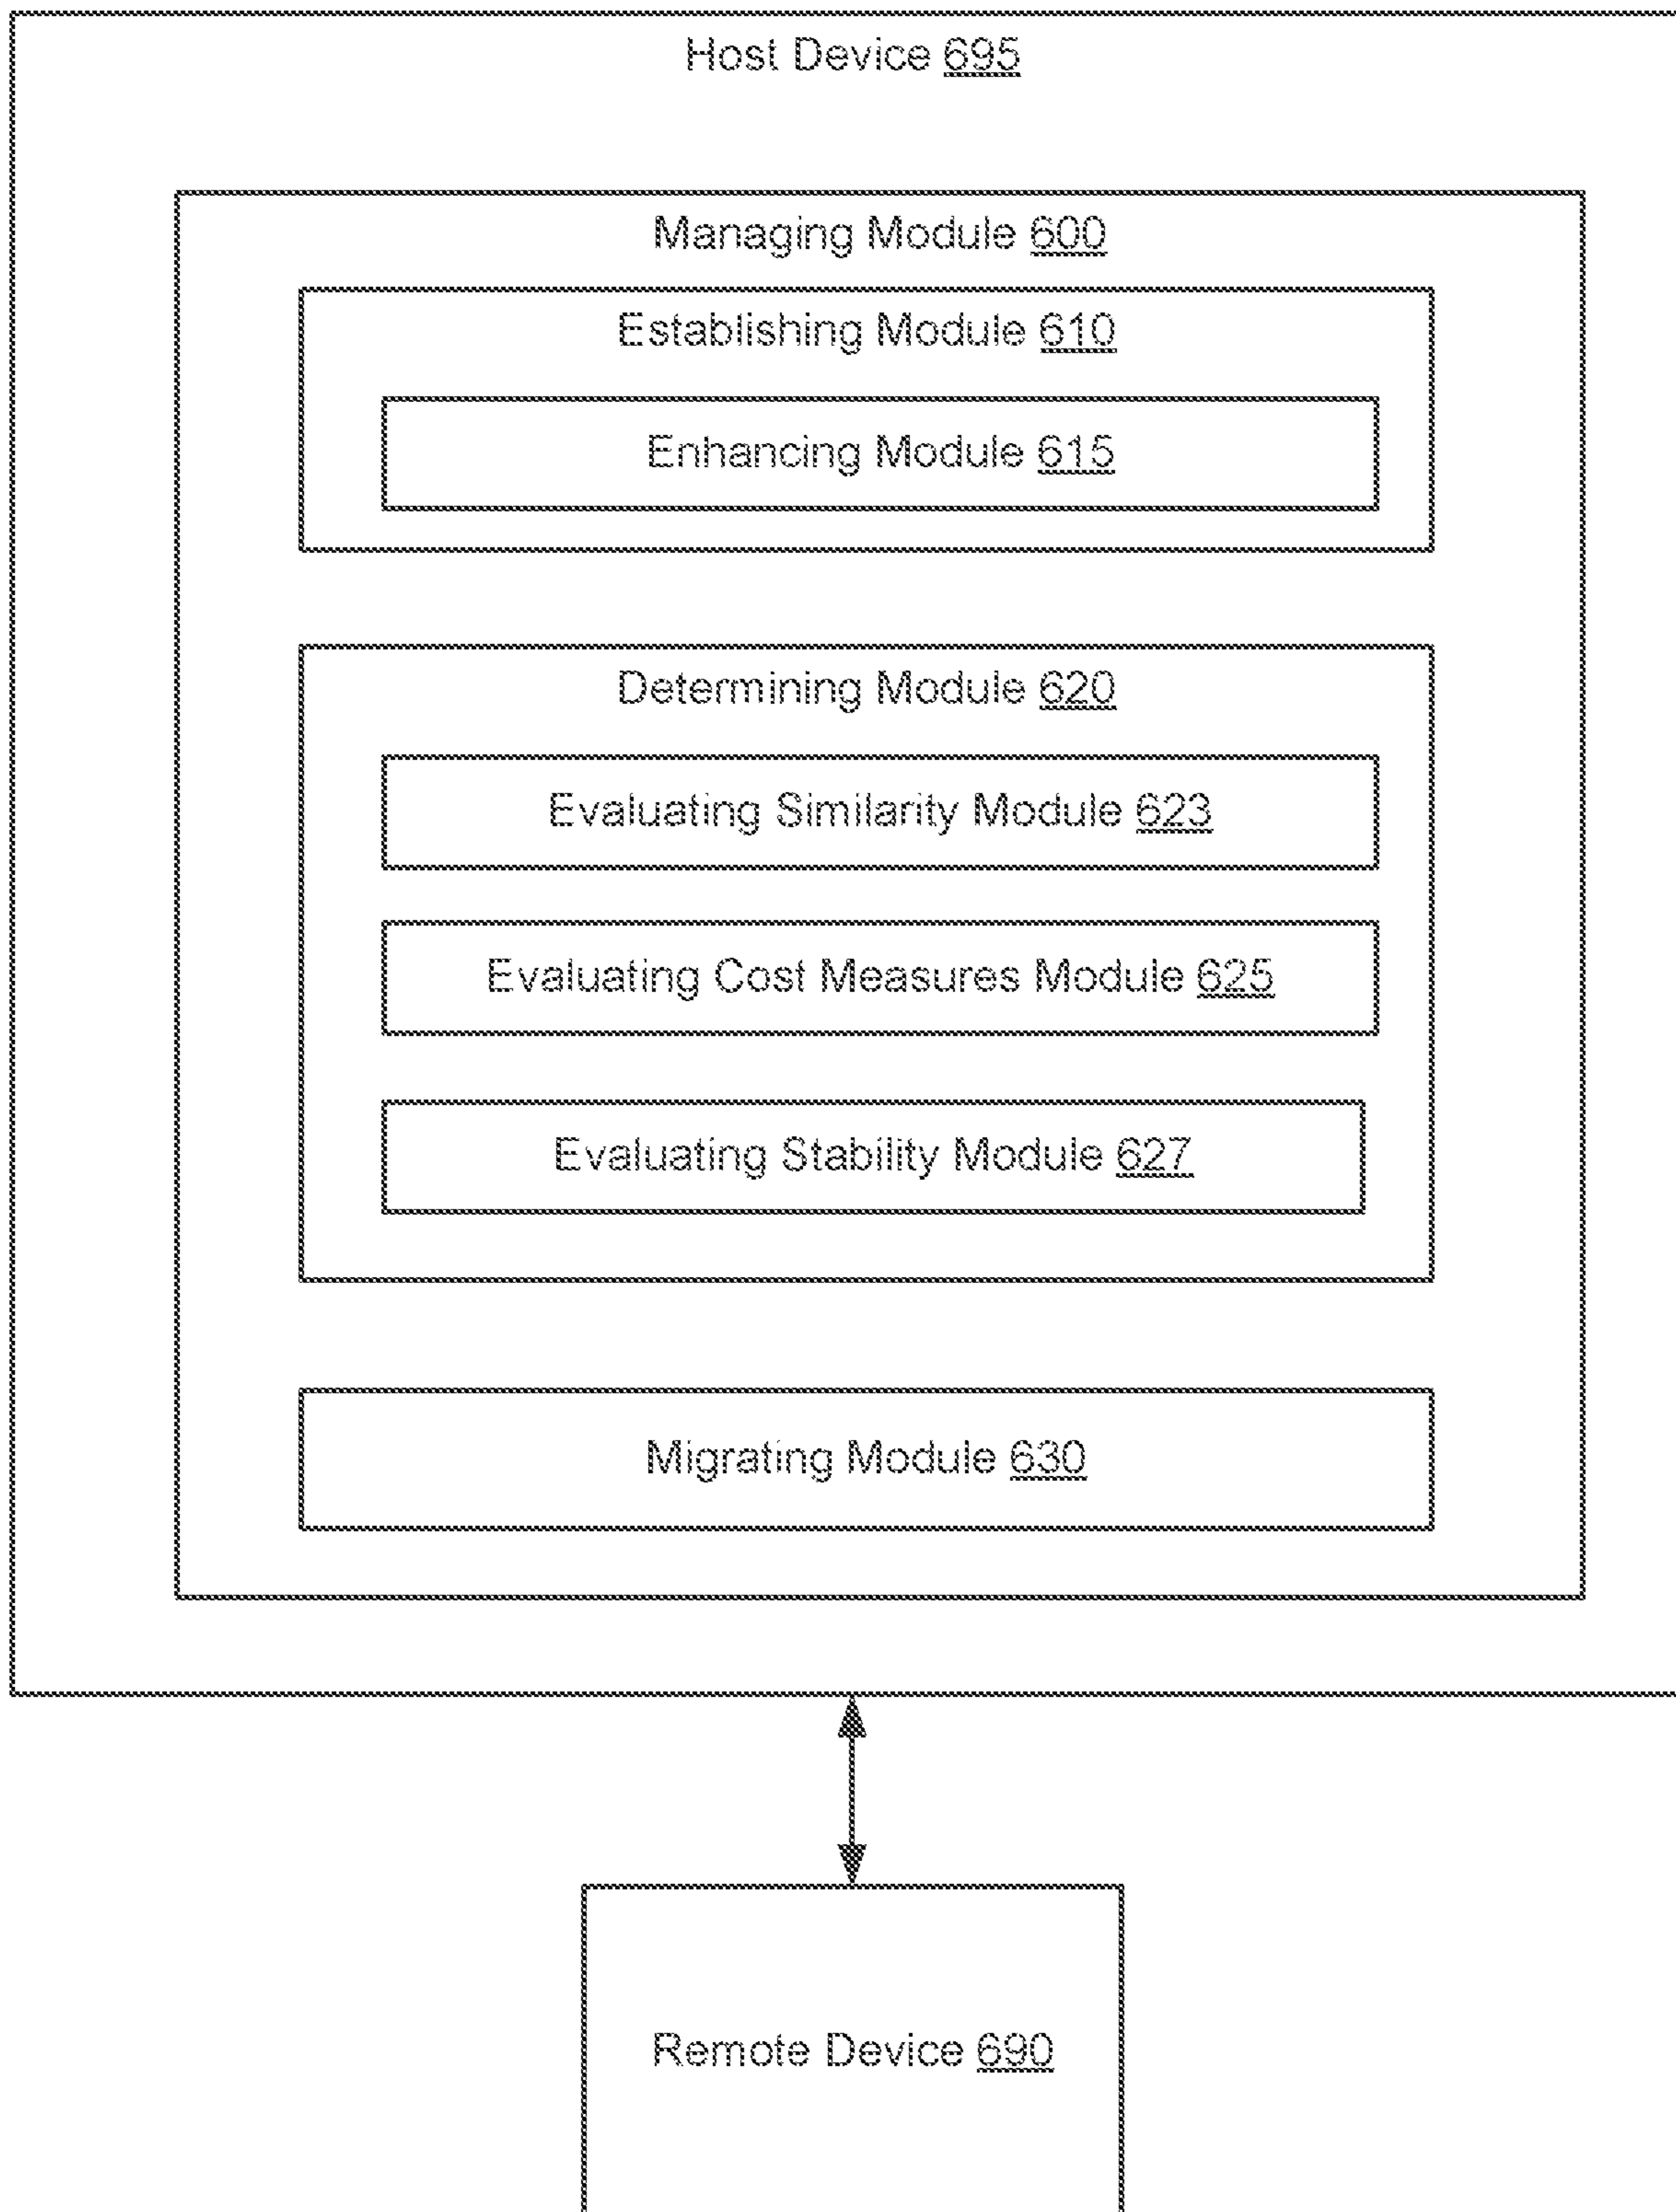 Host Device 695
Managing Module 600
Establishing Module 610
Enhancing Module 615
Determining Module 620
Evaluating Similarity Module 623
Evaluating Cost Measures Module 625
Evaluating Stability Module 627
Migrating Module 630
Remote Device 690